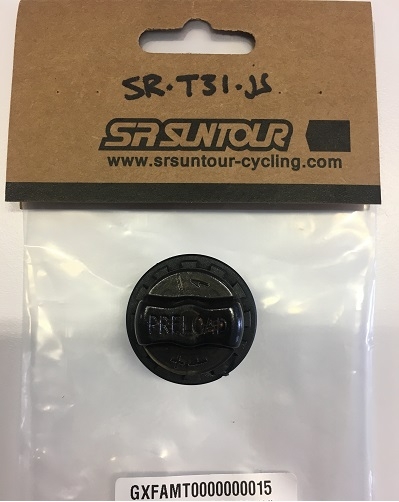 SR.T31.JS
SR SUNTOUR
www.srsuntour-cycling.com
PRELOAD
GXFAMT0000000015